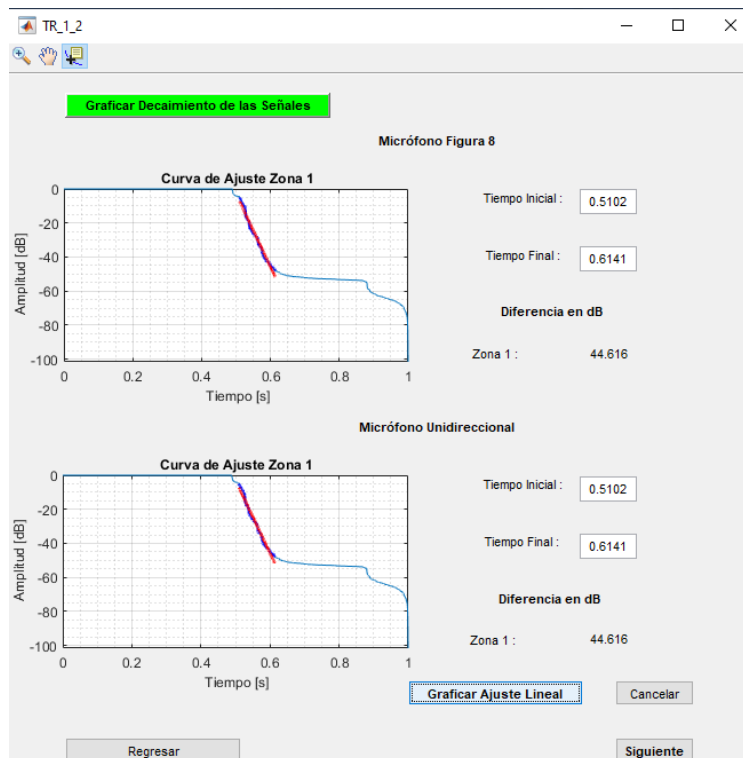 TR_1_2
Graficar Decaimiento de las Señales
Micrófono Figura 8
Curva de Ajuste Zona 1
0
-20
-40
-60
-80
-100
Amplitud [dB]
0 0.2 0.4 0.6 0.8 1
Tiempo [s]
Tiempo Inicial : 0.5102
Tiempo Final : 0.6141
Diferencia en dB
Zona 1 : 44.616
Micrófono Unidireccional
Curva de Ajuste Zona 1
0
-20
-40
-60
-80
-100
Amplitud [dB]
0 0.2 0.4 0.6 0.8 1
Tiempo [s]
Tiempo Inicial : 0.5102
Tiempo Final : 0.6141
Diferencia en dB
Zona 1 : 44.616
Graficar Ajuste Lineal Cancelar
Regresar Siguiente